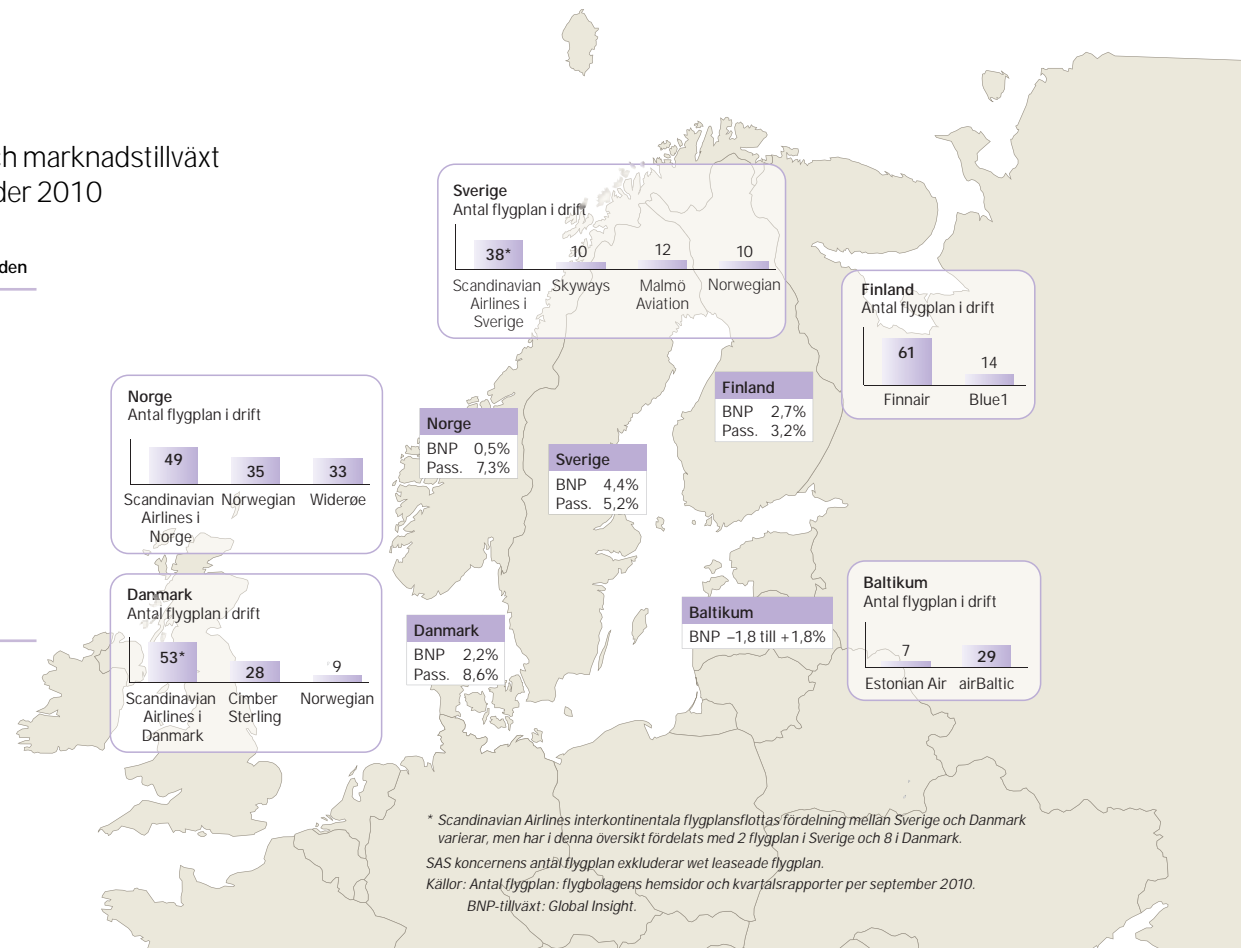 ch marknadstillväxt
der 2010
den
Sverige
Antal flygplan i drift
38*
10
12
10
Scandinavian Airlines i Sverige
Skyways
Malmö Aviation
Norwegian
Finland
Antal flygplan i drift
61
14
Finnair
Blue1
Norge
Antal flygplan i drift
49
35
33
Scandinavian Airlines i Norge
Norwegian
Widerøe
Norge
BNP 0,5%
Pass. 7,3%
Sverige
BNP 4,4%
Pass. 5,2%
Finland
BNP 2,7%
Pass. 3,2%
Danmark
Antal flygplan i drift
53*
28
9
Scandinavian Airlines i Danmark
Cimber Sterling
Norwegian
Danmark
BNP 2,2%
Pass. 8,6%
Baltikum
BNP –1,8 till +1,8%
Baltikum
Antal flygplan i drift
7
29
Estonian Air
airBaltic
* Scandinavian Airlines interkontinentala flygplansflottas fördelning mellan Sverige och Danmark
varierar, men har i denna översikt fördelats med 2 flygplan i Sverige och 8 i Danmark.
SAS koncernens antal flygplan exkluderar wet leaseade flygplan.
Källor: Antal flygplan: flygbolagens hemsidor och kvartalsrapporter per september 2010.
BNP-tillväxt: Global Insight.